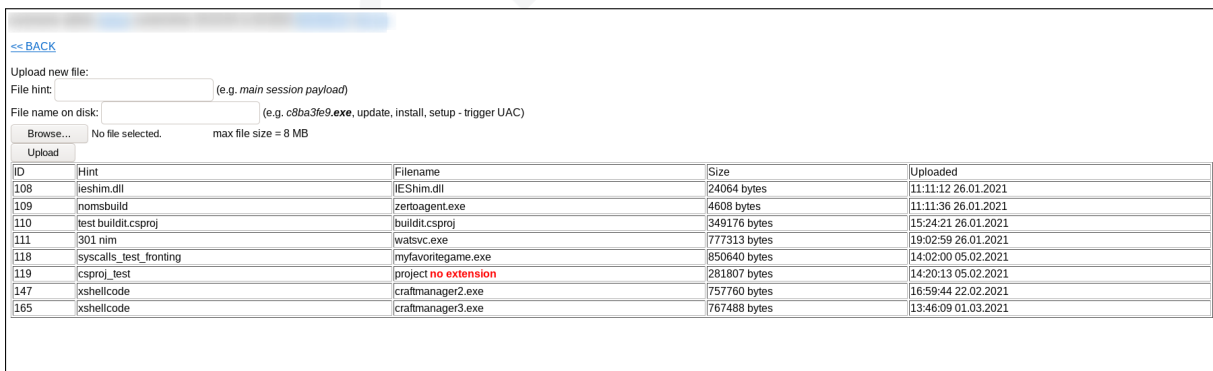 << BACK
Upload new file:
File hint: (e.g. main session payload)
File name on disk: (e.g. c8ba3fe9.exe, update, install, setup - trigger UAC)
Browse... No file selected. max file size = 8 MB
Upload
ID Hint Filename Size Uploaded
108 ieshim.dll IEShim.dll 24064 bytes 11:11:12 26.01.2021
109 nomsbuild zertoagent.exe 4608 bytes 11:11:36 26.01.2021
110 test buildit.csproj buildit.csproj 349176 bytes 15:24:21 26.01.2021
111 301 nim watsvc.exe 777313 bytes 19:02:59 26.01.2021
118 syscalls_test_fronting myfavoritegame.exe 850640 bytes 14:02:00 05.02.2021
119 csproj_test project no extension 281807 bytes 14:20:13 05.02.2021
147 xshellcode craftmanager2.exe 757760 bytes 16:59:44 22.02.2021
165 xshellcode craftmanager3.exe 767488 bytes 13:46:09 01.03.2021